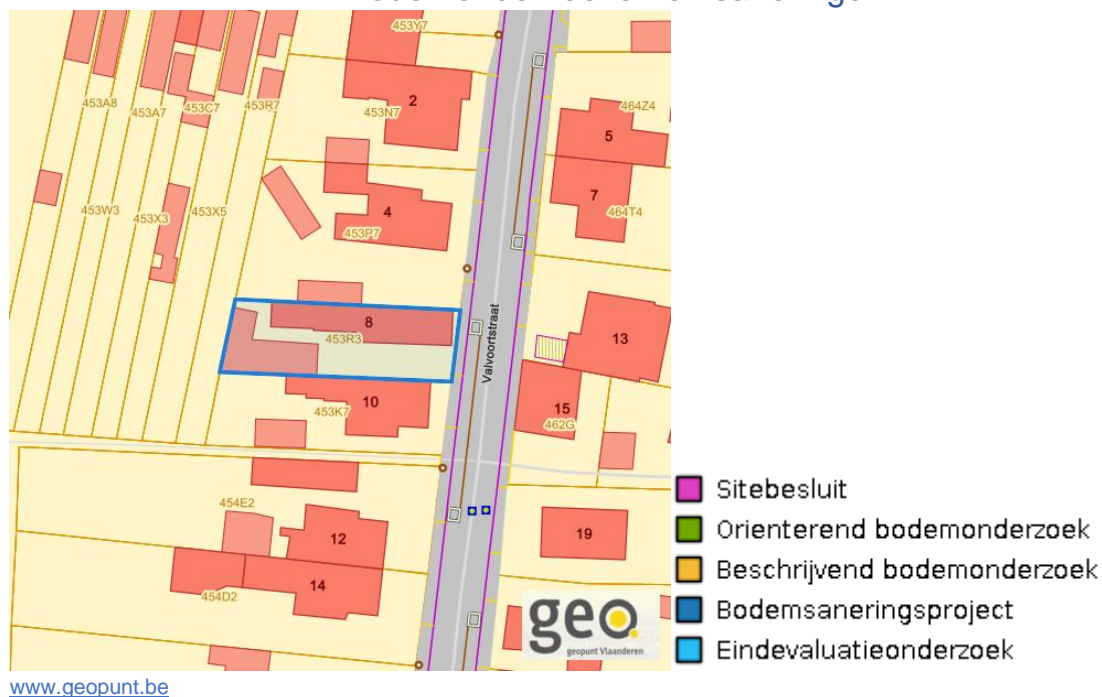 453Y7
2
453N7
453A8
453A7
453C7
453R7
464Z4
5
7
464T4
453W3
453X3
453X5
4
453P7
8
453R3
Valvoortstraat
13
10
453K7
15
462G
454E2
12
14
454D2
19
geo.
geopunt Vlaanderen
Sitebesluit
Orienterend bodemonderzoek
Beschrijvend bodemonderzoek
Bodemsaneringsproject
Eindevaluatieonderzoek
www.geopunt.be